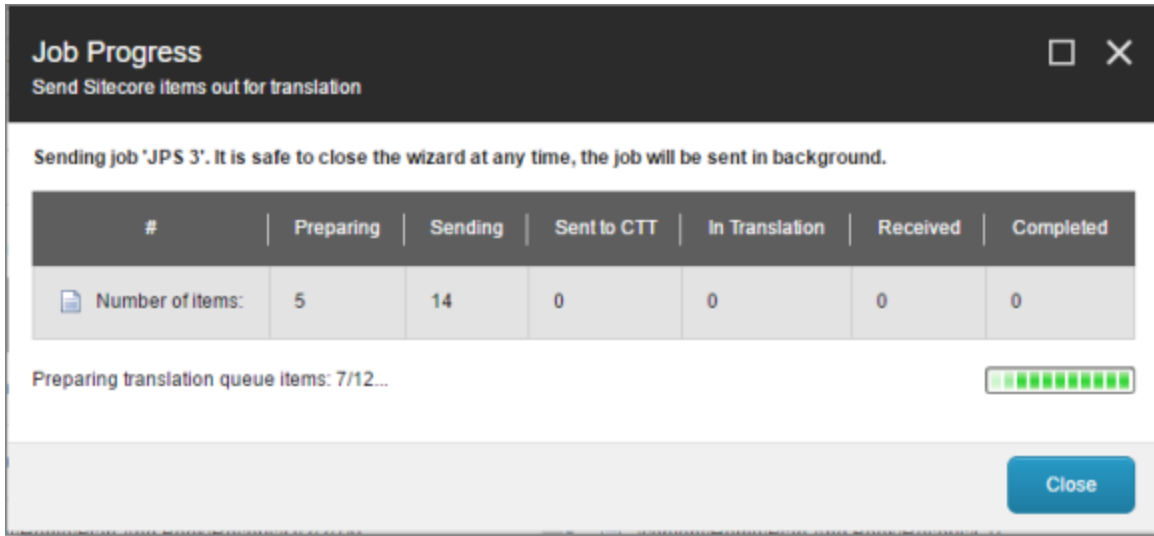 Job Progress
Send Sitecore items out for translation
Sending job 'JPS 3'. It is safe to close the wizard at any time, the job will be sent in background.
# Preparing Sending Sent to CTT In Translation Received Completed
Number of items: 5 14 0 0 0 0
Preparing translation queue items: 7/12...
Close